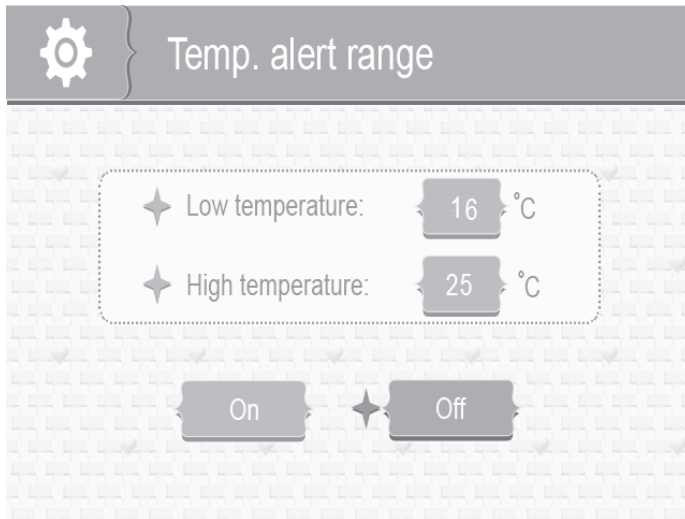 Temp. alert range
Low temperature: 16 °C
High temperature: 25 °C
On Off